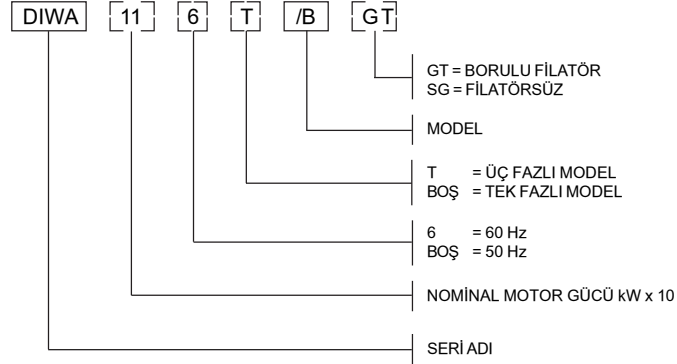 DIWA 11 6 T /B GT
GT = BORULU FİLATÖR
SG = FİLATÖRSÜZ
MODEL
T = ÜÇ FAZLI MODEL
BOŞ = TEK FAZLI MODEL
6 = 60 Hz
BOŞ = 50 Hz
NOMİNAL MOTOR GÜCÜ kW x 10
SERİ ADI